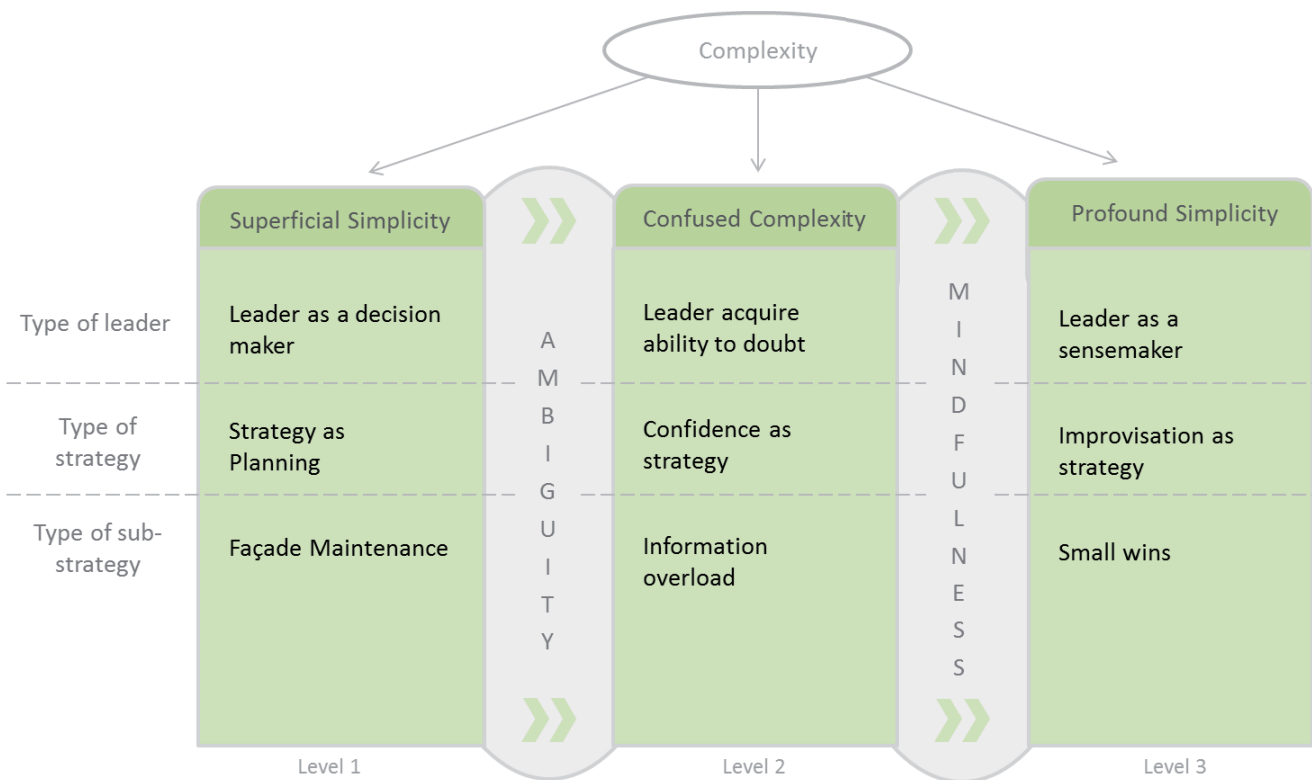 Complexity
Superficial Simplicity
Confused Complexity
Profound Simplicity
Type of leader
Leader as a decision
maker
Leader acquire
ability to doubt
Leader as a
sensemaker
Type of
strategy
Strategy as
Planning
Confidence as
strategy
Improvisation as
strategy
Type of sub-
strategy
Façade Maintenance
Information
overload
Small wins
AMBIGUITY
MINDFULNESS
Level 1
Level 2
Level 3